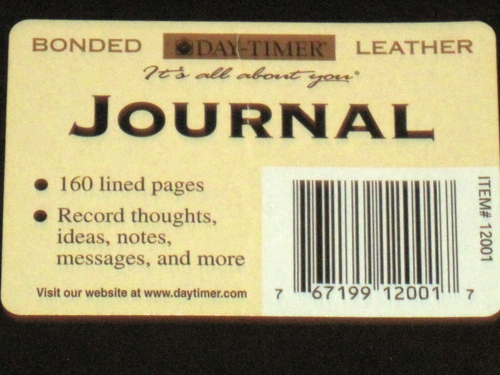 BONDED DAY-TIMER® LEATHER
It's all about you®
JOURNAL
• 160 lined pages
• Record thoughts,
ideas, notes,
messages, and more
Visit our website at www.daytimer.com
ITEM# 12001
7 67199 12001 7